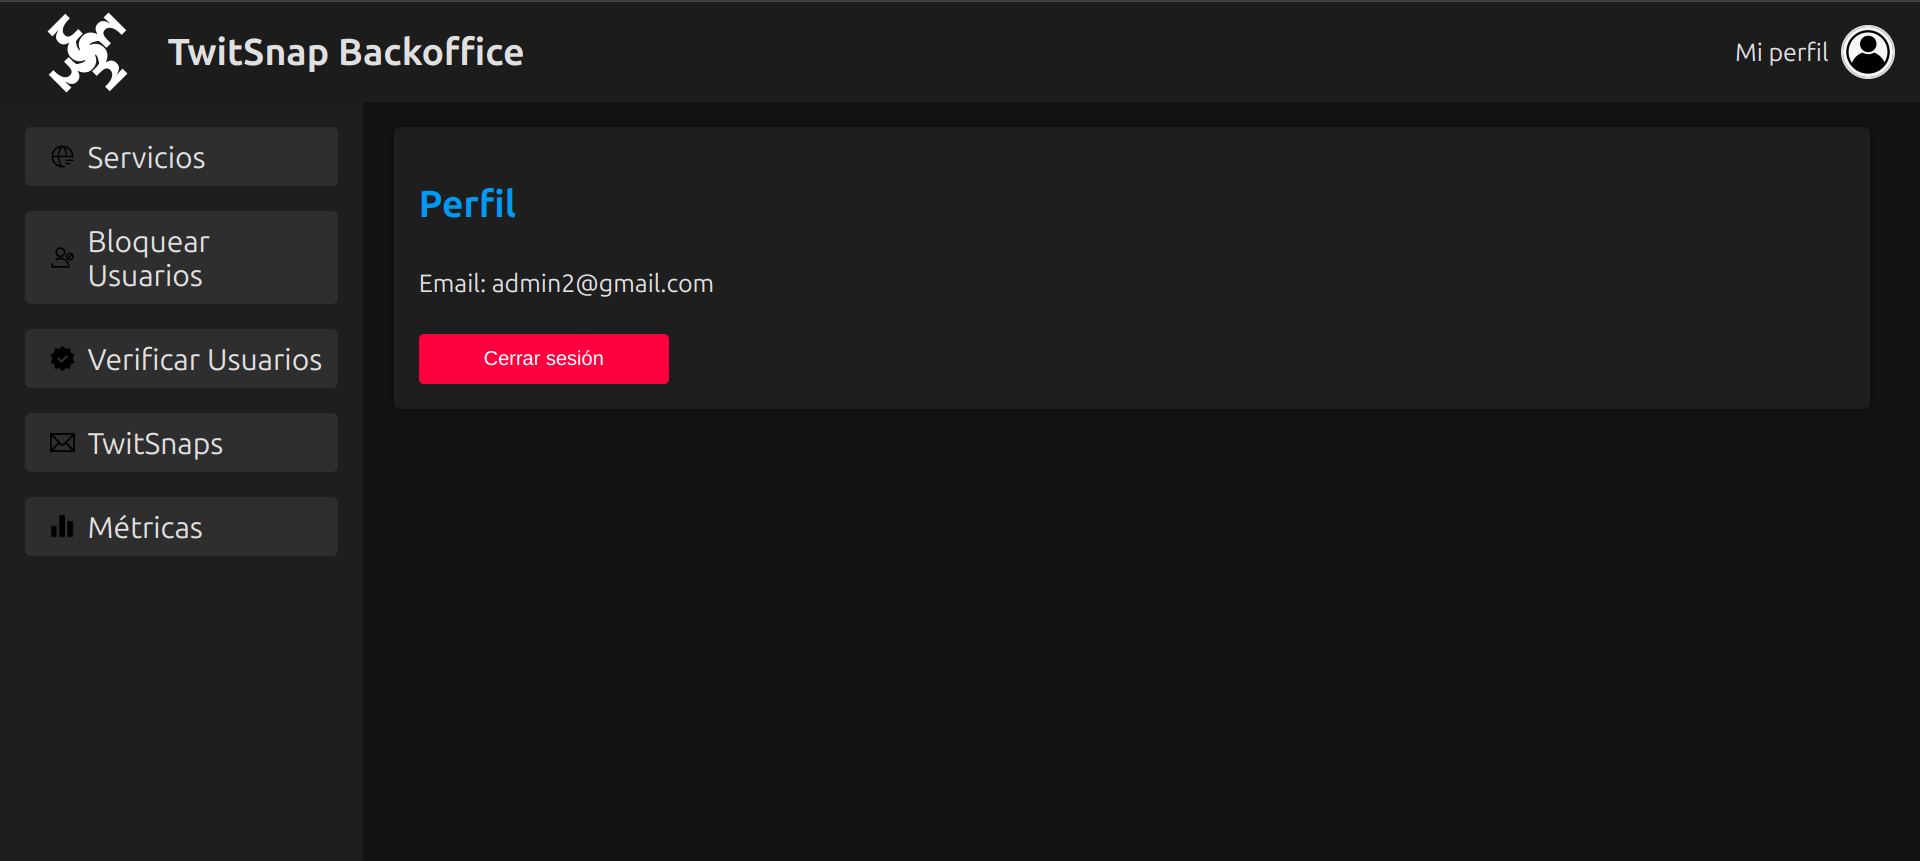 TwitSnap Backoffice
Mi perfil
Servicios
Bloquear
Usuarios
Verificar Usuarios
TwitSnaps
Métricas
Perfil
Email: admin2@gmail.com
Cerrar sesión